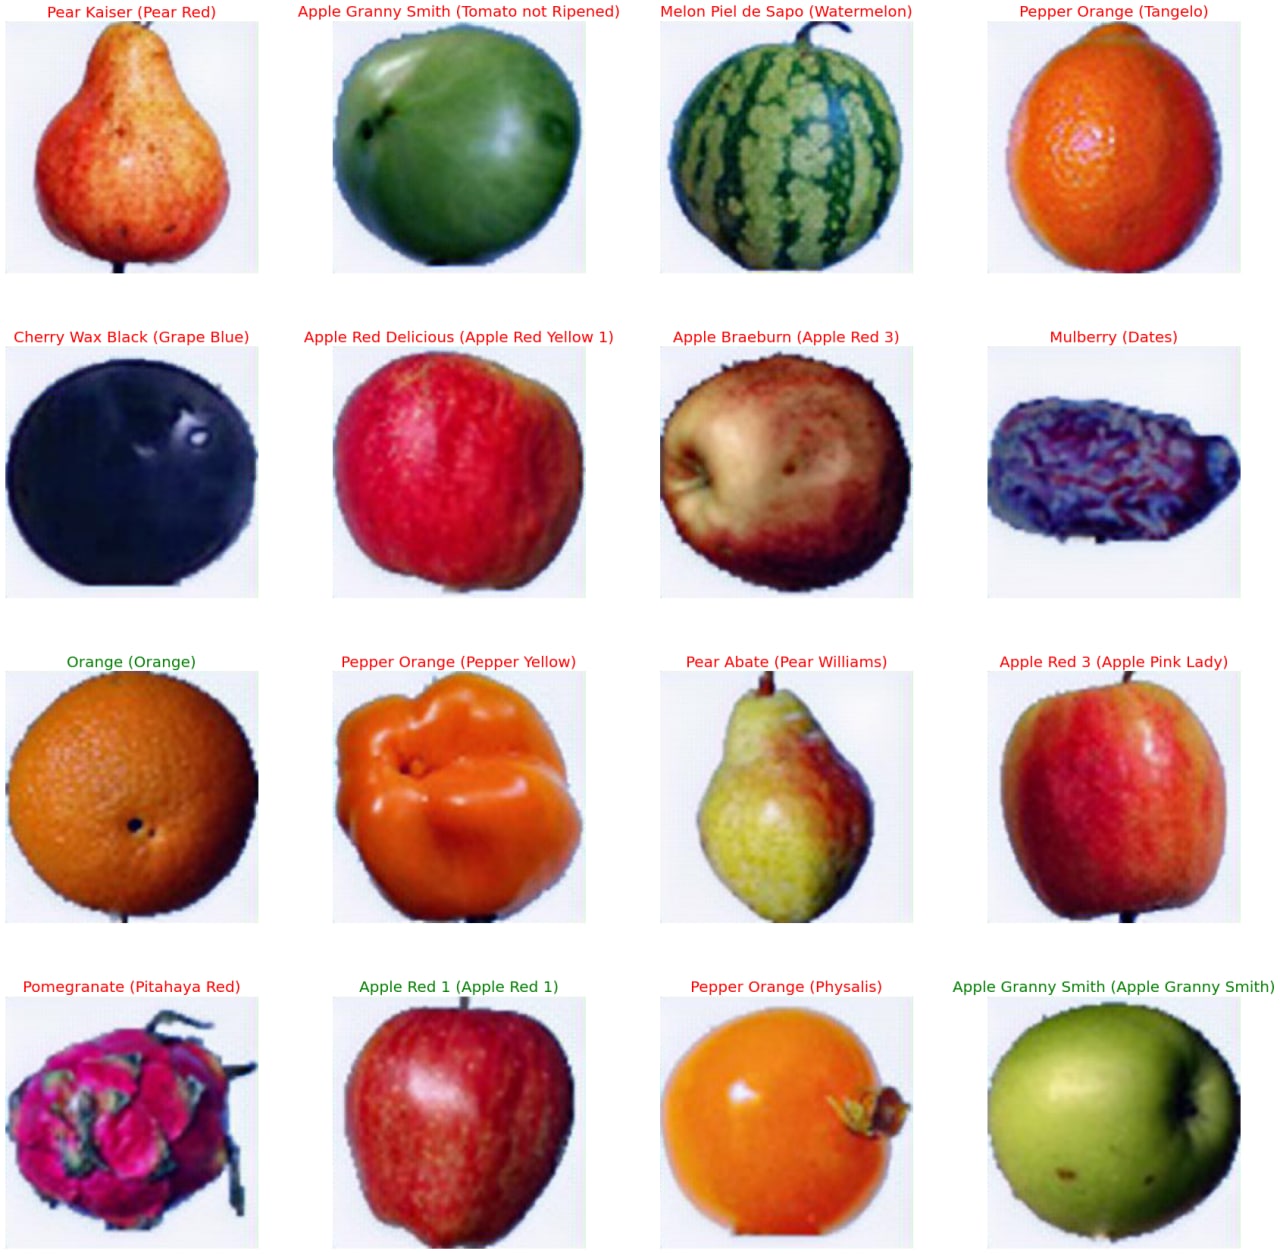 Pear Kaiser (Pear Red)
Apple Granny Smith (Tomato not Ripened)
Melon Piel de Sapo (Watermelon)
Pepper Orange (Tangelo)
Cherry Wax Black (Grape Blue)
Apple Red Delicious (Apple Red Yellow 1)
Apple Braeburn (Apple Red 3)
Mulberry (Dates)
Orange (Orange)
Pepper Orange (Pepper Yellow)
Pear Abate (Pear Williams)
Apple Red 3 (Apple Pink Lady)
Pomegranate (Pitahaya Red)
Apple Red 1 (Apple Red 1)
Pepper Orange (Physalis)
Apple Granny Smith (Apple Granny Smith)